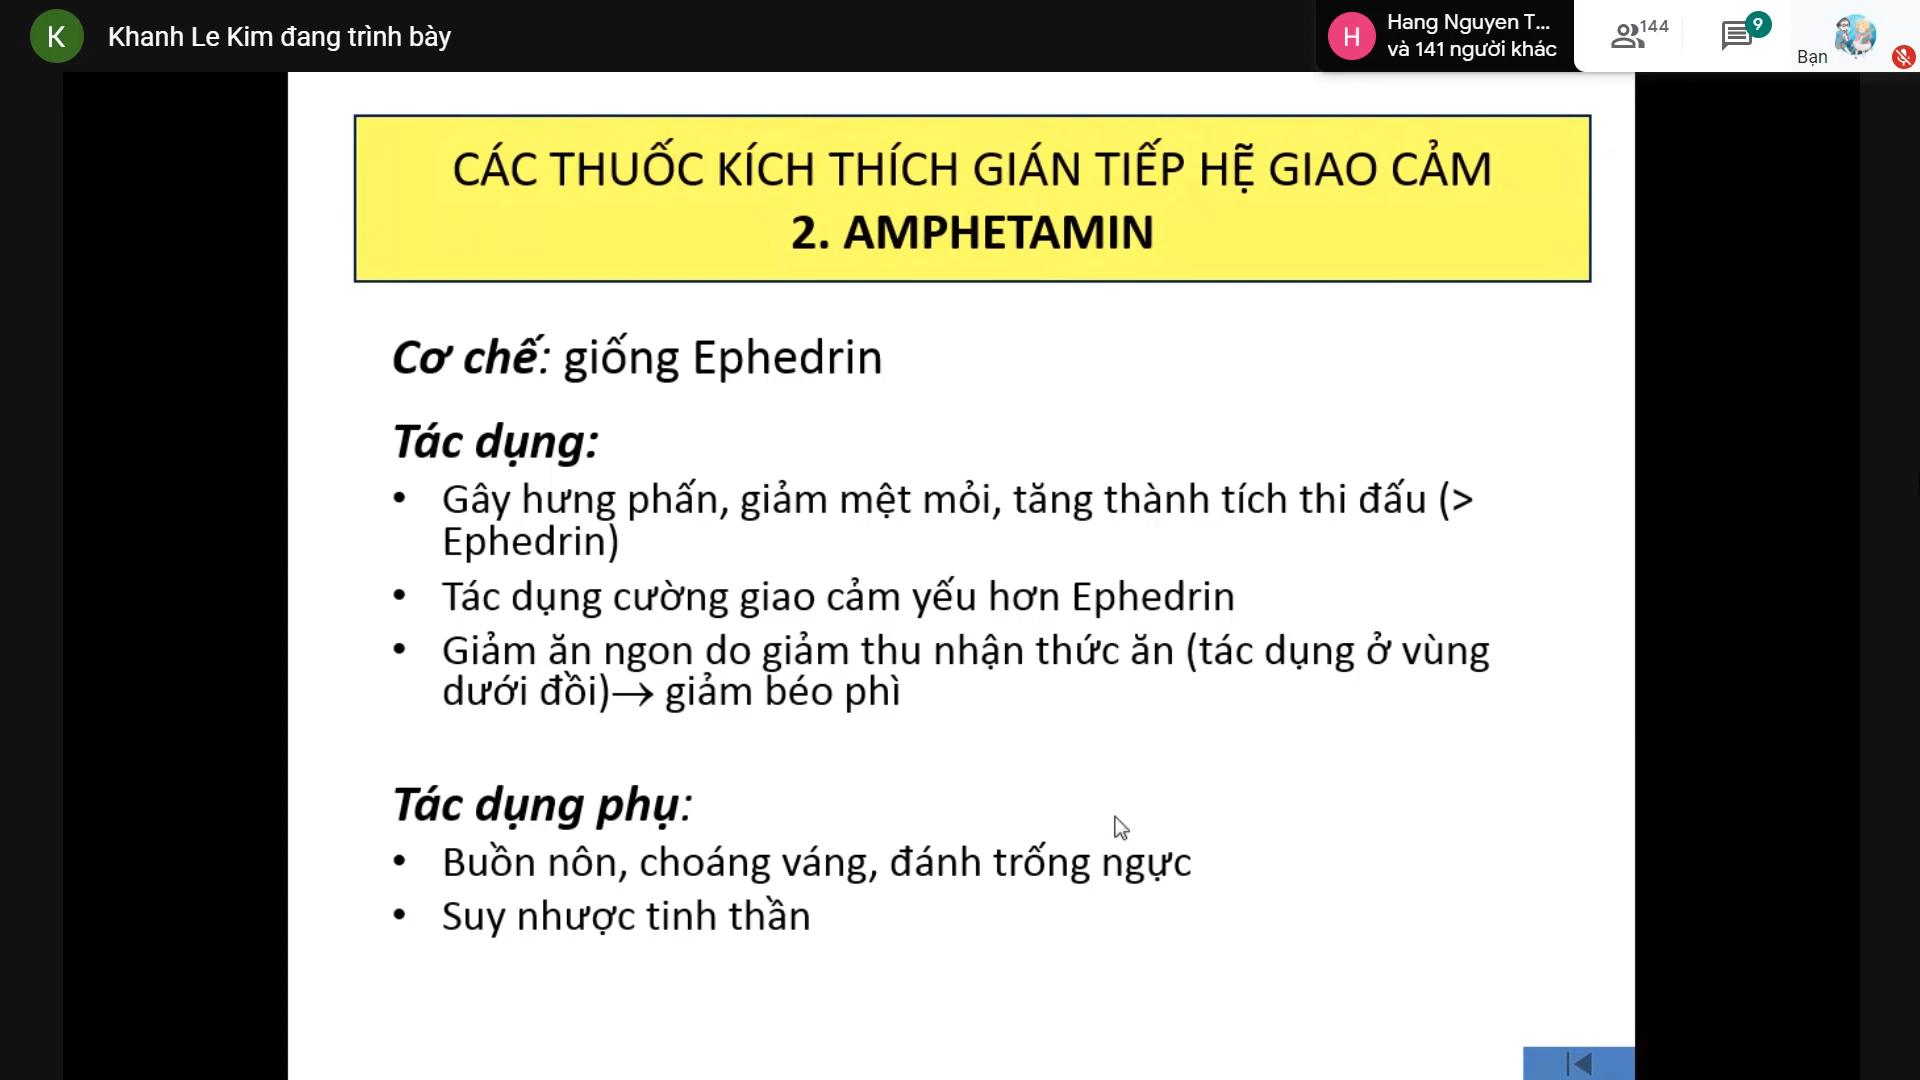 K
Khanh Le Kim đang trình bày
H
Hang Nguyen T...
và 141 người khác
144
9
Bạn
CÁC THUỐC KÍCH THÍCH GIÁN TIẾP HỆ̃ GIAO CẢM
2. AMPHETAMIN
Cơ chế: giống Ephedrin
Tác dụng:
• Gây hưng phấn, giảm mệt mỏi, tăng thành tích thi đấu (>
Ephedrin)
• Tác dụng cường giao cảm yếu hơn Ephedrin
• Giảm ăn ngon do giảm thu nhận thức ăn (tác dụng ở vùng
dưới đồi)→ giảm béo phì
Tác dụng phụ:
• Buồn nôn, choáng váng, đánh trống ngực
• Suy nhược tinh thần